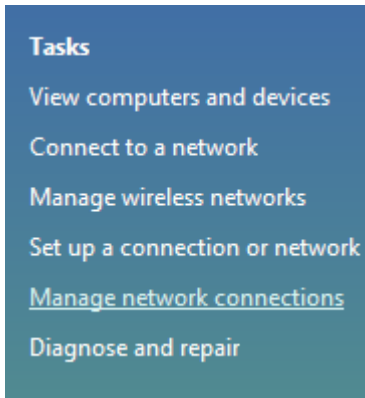 Tasks
View computers and devices
Connect to a network
Manage wireless networks
Set up a connection or network
Manage network connections
Diagnose and repair